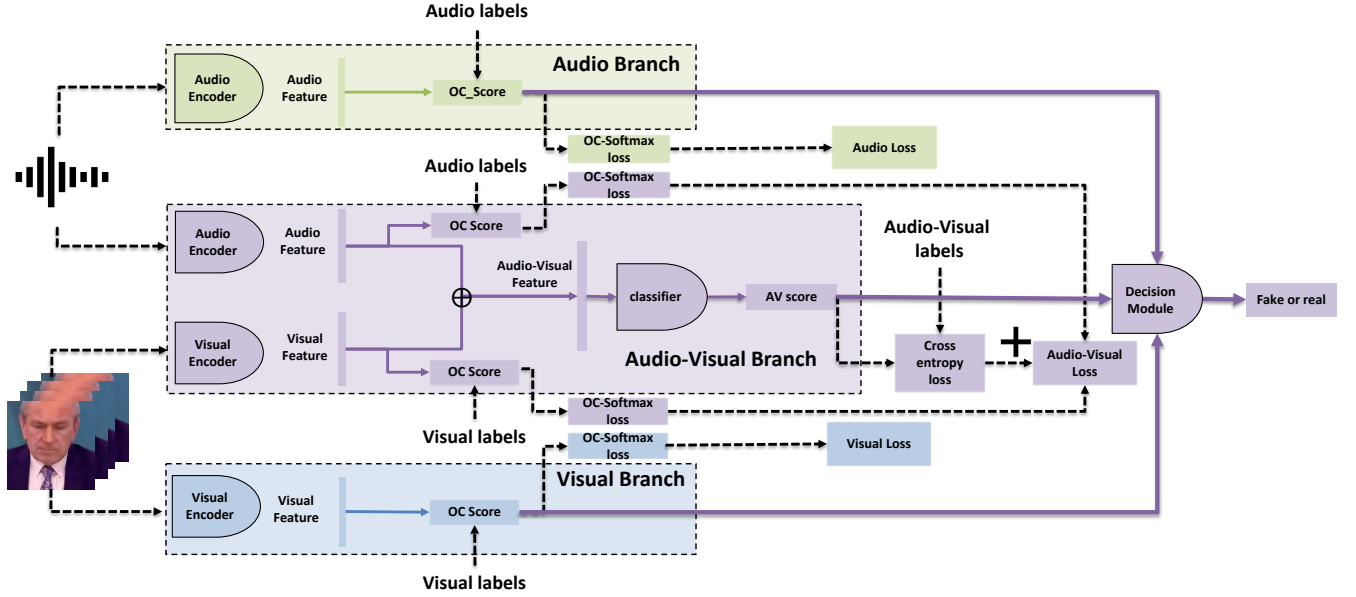 Audio labels
Audio Branch
Audio
Encoder
Audio
Feature
OC_Score
OC-Softmax
loss
Audio Loss
Audio labels
OC-Softmax
loss
Audio
Encoder
Audio
Feature
OC Score
Audio-Visual
labels
Audio-Visual
Feature
classifier
AV score
Decision
Module
Fake or real
Visual
Encoder
Visual
Feature
OC Score
Audio-Visual Branch
Cross
entropy
loss
+
Audio-Visual
Loss
Visual labels
OC-Softmax
loss
OC-Softmax
loss
Visual Loss
Visual Branch
Visual
Encoder
Visual
Feature
OC Score
Visual labels